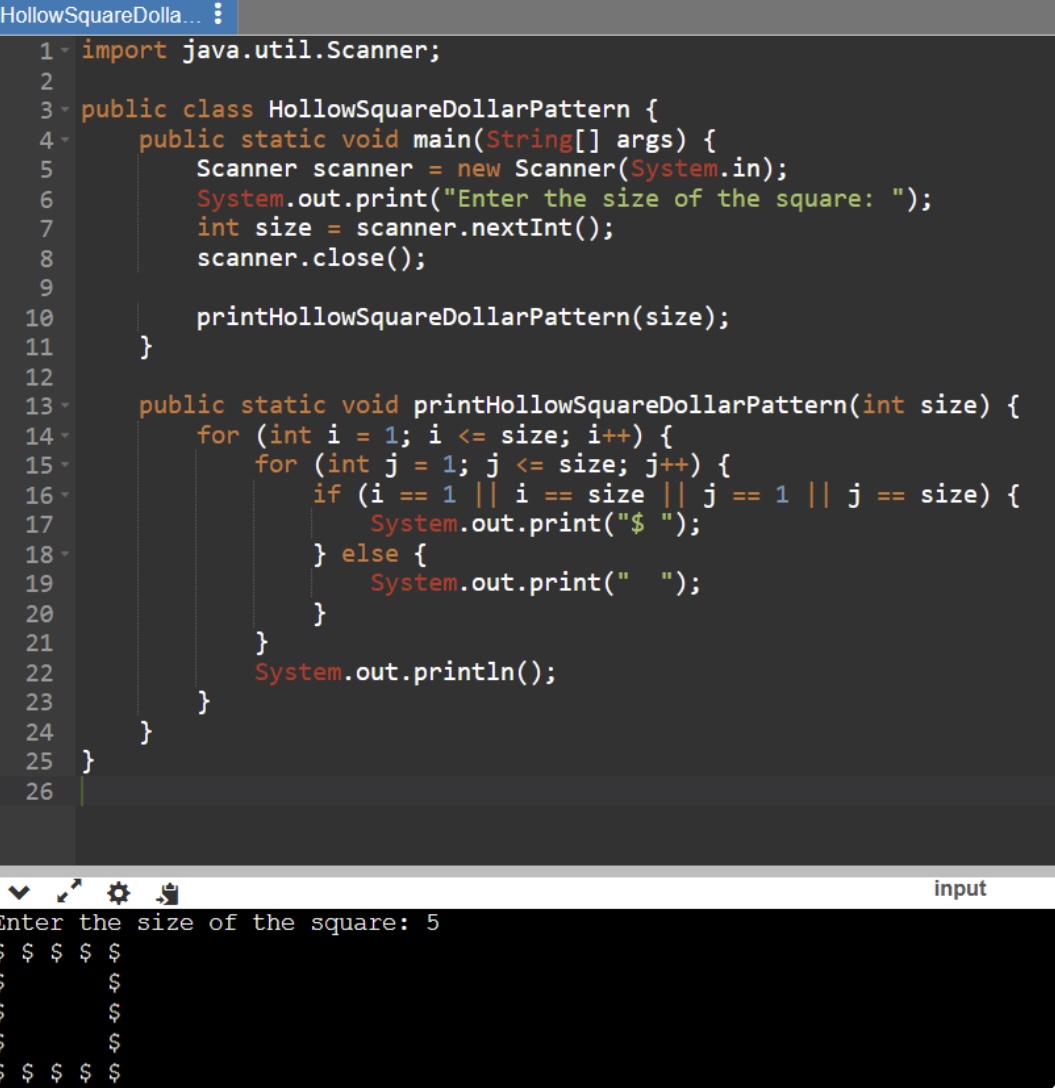 HollowSquareDolla...
1 import java.util.Scanner;
2
3 public class HollowSquareDollarPattern {
4     public static void main(String[] args) {
5         Scanner scanner = new Scanner(System.in);
6         System.out.print("Enter the size of the square: ");
7         int size = scanner.nextInt();
8         scanner.close();
9
10         printHollowSquareDollarPattern(size);
11     }
12
13     public static void printHollowSquareDollarPattern(int size) {
14         for (int i = 1; i <= size; i++) {
15             for (int j = 1; j <= size; j++) {
16                 if (i == 1 || i == size || j == 1 || j == size) {
17                     System.out.print("$ ");
18                 } else {
19                     System.out.print("  ");
20                 }
21             }
22             System.out.println();
23         }
24     }
25 }
26
input
Enter the size of the square: 5
$ $ $ $ $
$       $
$       $
$       $
$ $ $ $ $